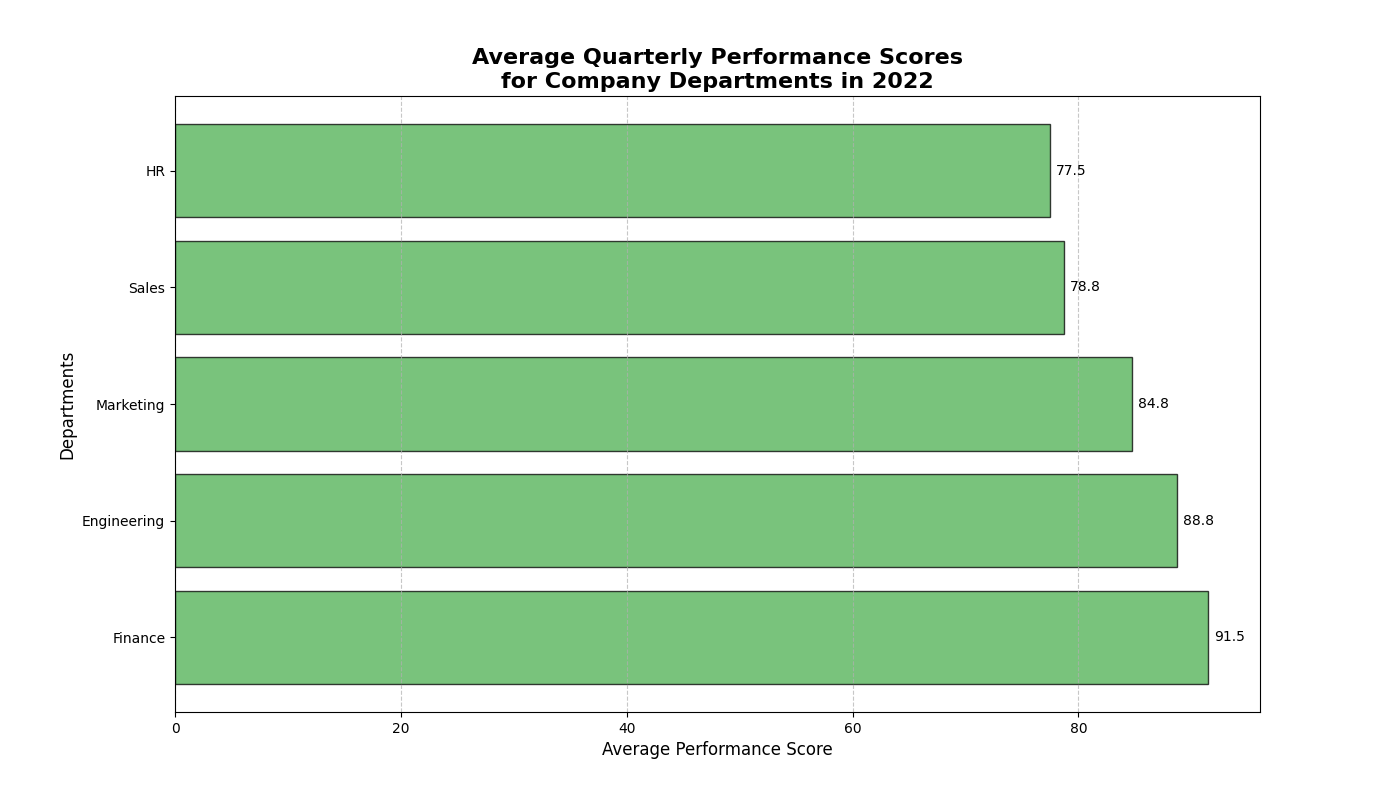 Average Quarterly Performance Scores
for Company Departments in 2022
HR
77.5
Sales
78.8
Departments
Marketing
84.8
Engineering
88.8
Finance
91.5
0 20 40 60 80
Average Performance Score